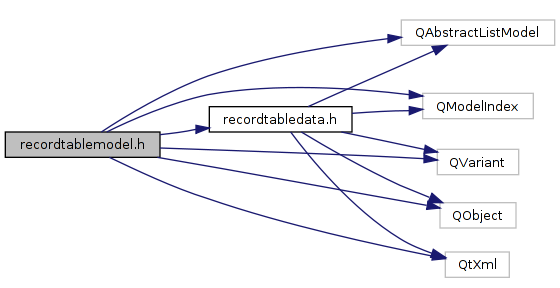 recordtablemodel.h
recordtabledata.h
QAbstractListModel
QModelIndex
QVariant
QObject
QtXml